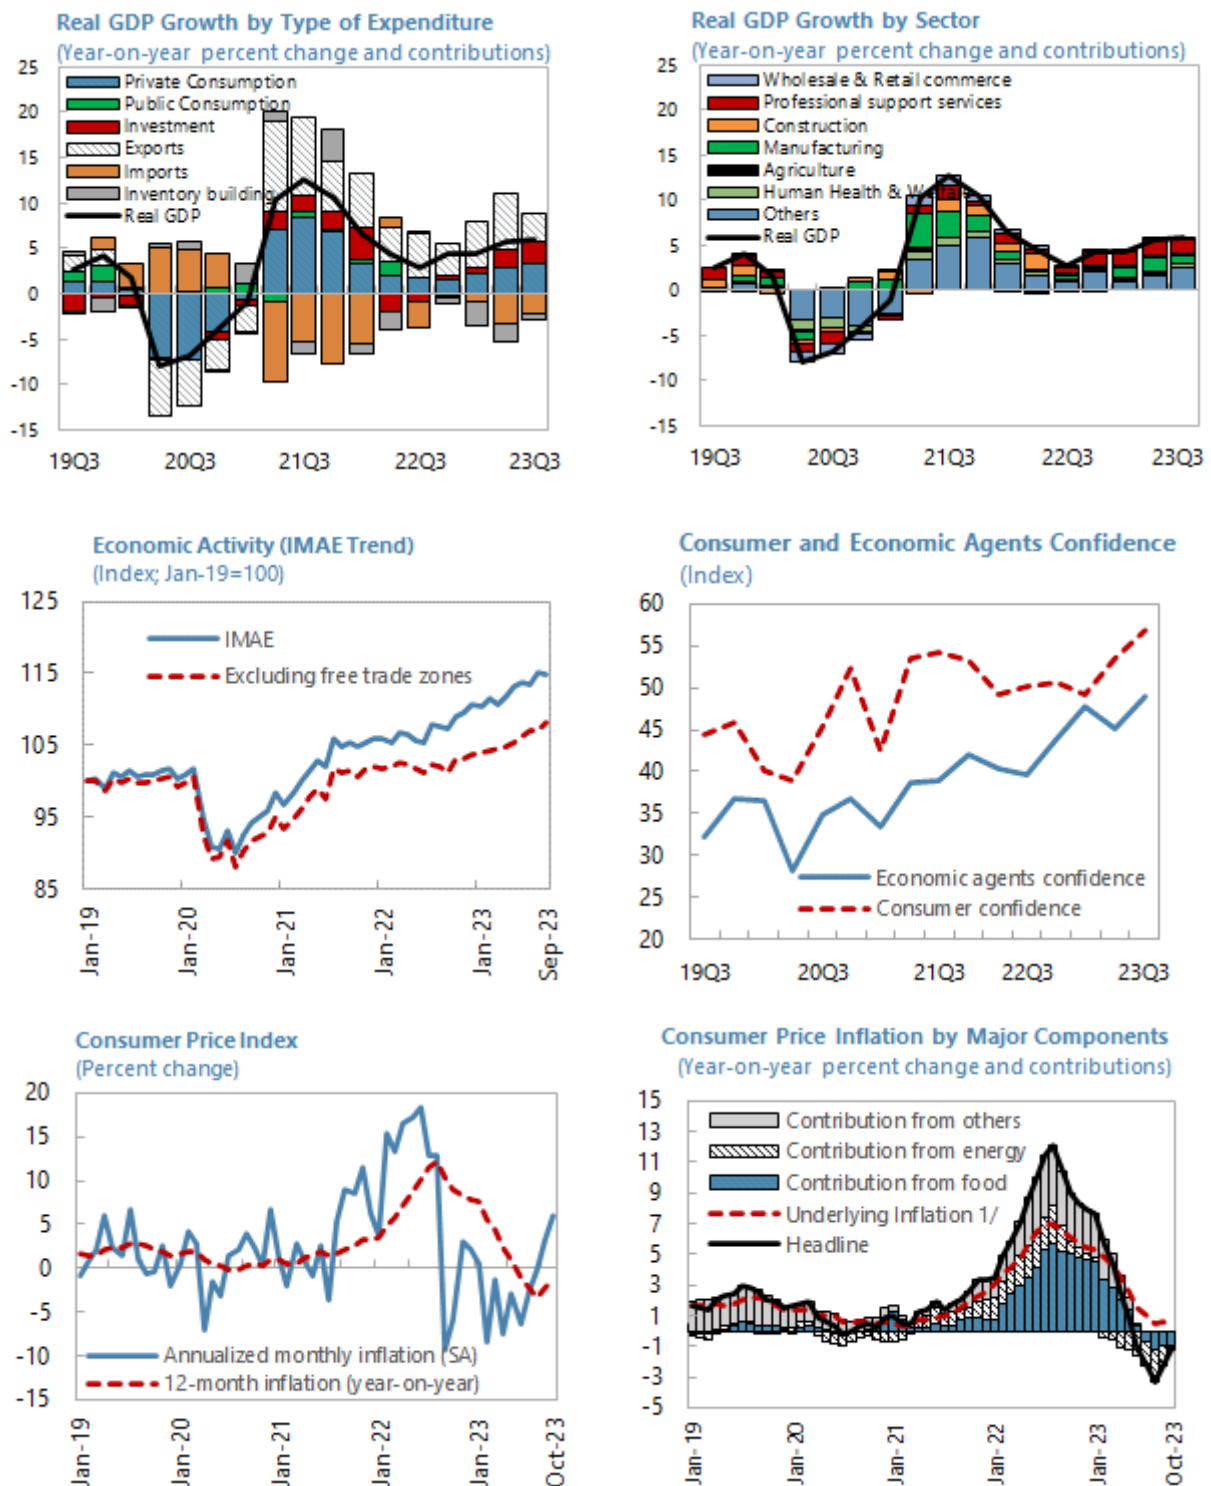 Real GDP Growth by Type of Expenditure
(Year-on-year percent change and contributions)
25
20
15
10
5
0
-5
-10
-15
Private Consumption
Public Consumption
Investment
Exports
Imports
Inventory building
Real GDP
19Q3
20Q3
21Q3
22Q3
23Q3
Real GDP Growth by Sector
(Year-on-year percent change and contributions)
25
20
15
10
5
0
-5
-10
-15
Wholesale & Retail commerce
Professional support services
Construction
Manufacturing
Agriculture
Human Health &
Others
Real GDP
19Q3
20Q3
21Q3
22Q3
23Q3
Economic Activity (IMAE Trend)
(Index; Jan-19=100)
125
115
105
95
85
IMAE
Excluding free trade zones
Jan-19
Jan-20
Jan-21
Jan-22
Jan-23
Sep-23
Consumer and Economic Agents Confidence
(Index)
60
55
50
45
40
35
30
25
20
Economic agents confidence
Consumer confidence
19Q3
20Q3
21Q3
22Q3
23Q3
Consumer Price Index
(Percent change)
20
15
10
5
0
-5
-10
-15
Annualized monthly inflation (SA)
12-month inflation (year-on-year)
Jan-19
Jan-20
Jan-21
Jan-22
Jan-23
Oct-23
Consumer Price Inflation by Major Components
(Year-on-year percent change and contributions)
15
13
11
9
7
5
3
1
-1
-3
-5
Contribution from others
Contribution from energy
Contribution from food
Underlying Inflation 1/
Headline
Jan-19
Jan-20
Jan-21
Jan-22
Jan-23
Oct-23